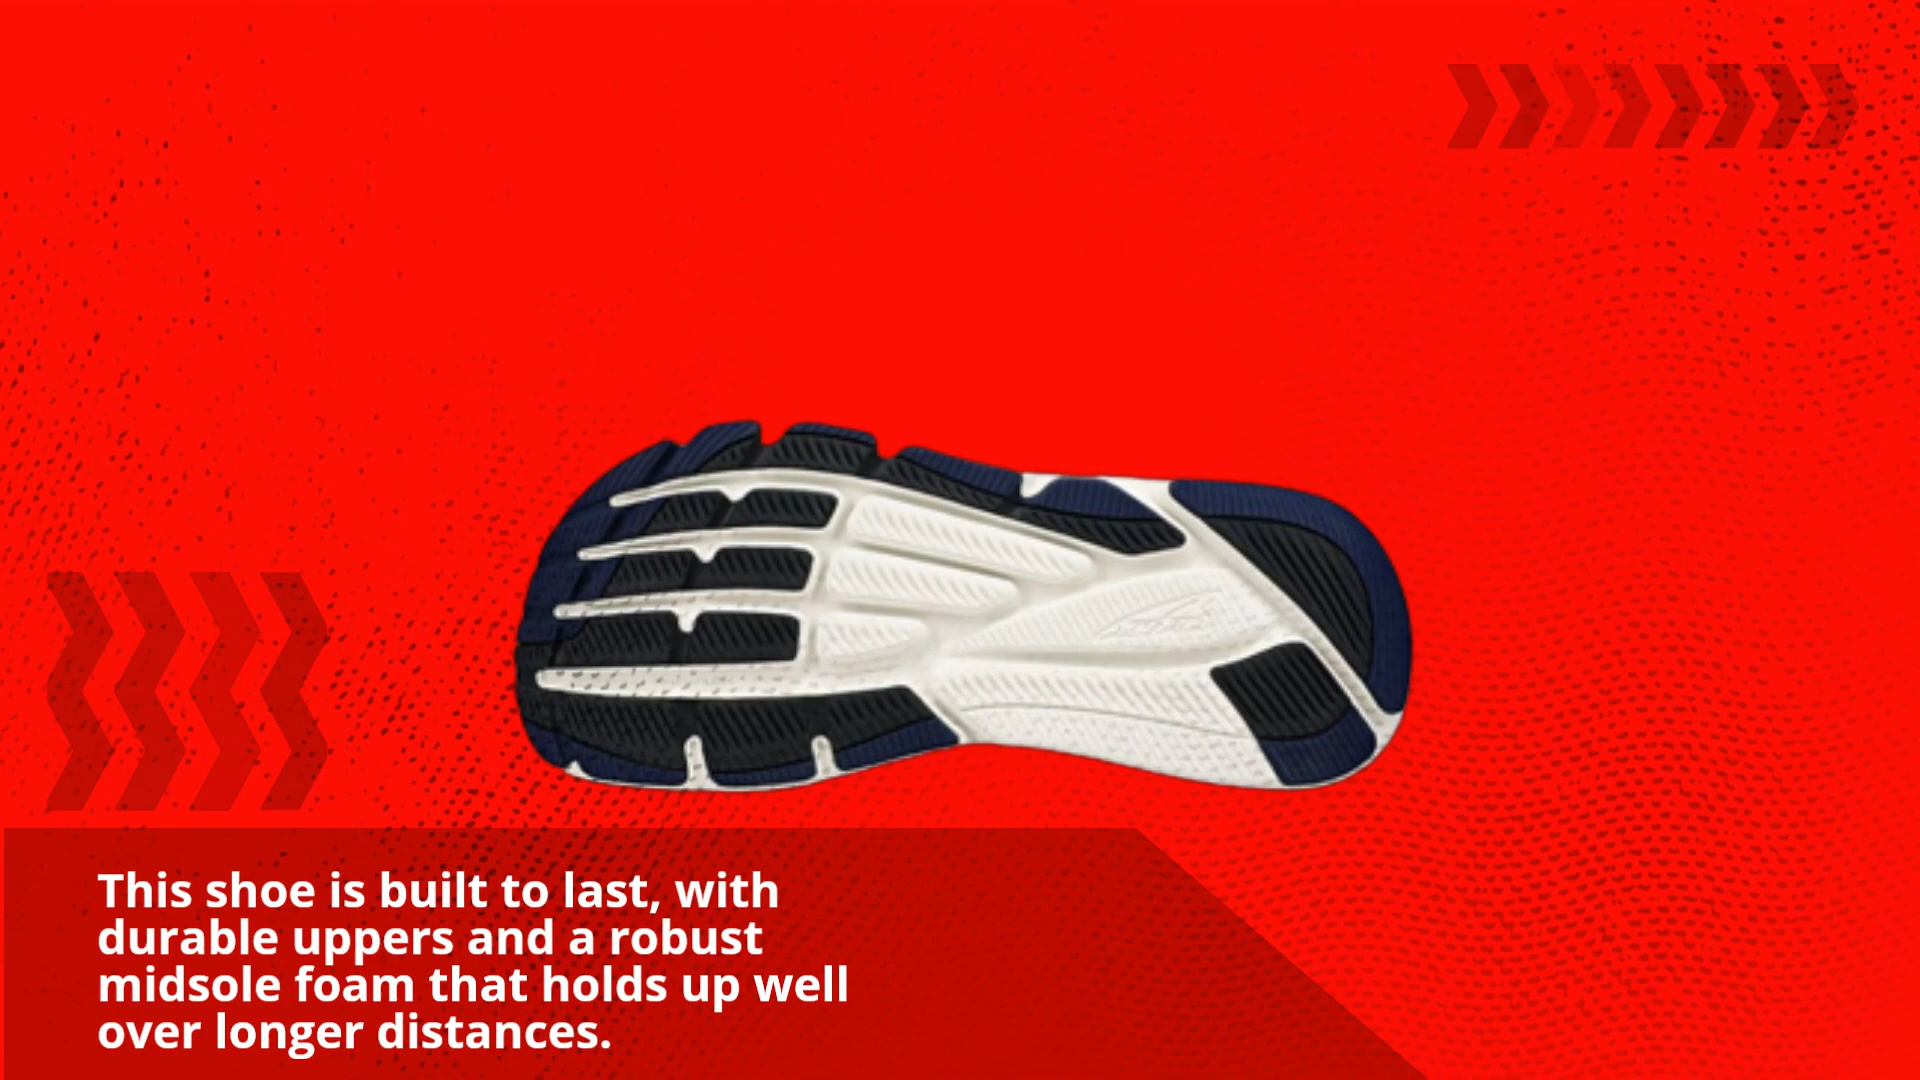 This shoe is built to last, with
durable uppers and a robust
midsole foam that holds up well
over longer distances.